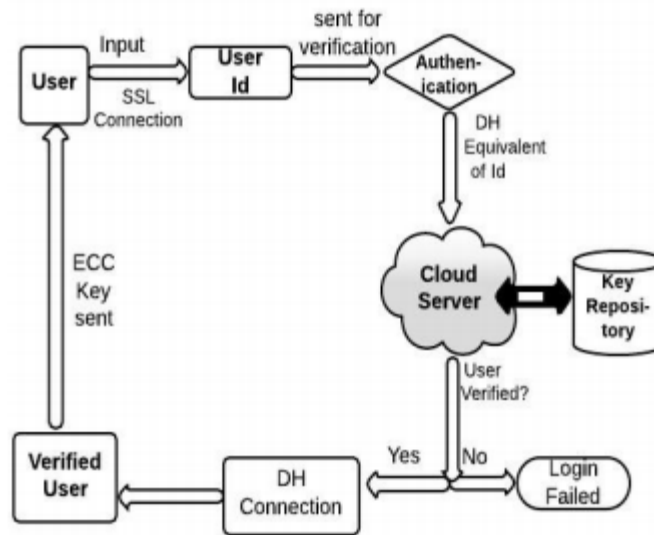 User
Input
SSL
Connection
User
Id
sent for
verification
Authen-
ication
DH
Equivalent
of Id
Cloud
Server
Key
Reposi-
tory
User
Verified?
Yes
No
Login
Failed
DH
Connection
Verified
User
ECC
Key
sent